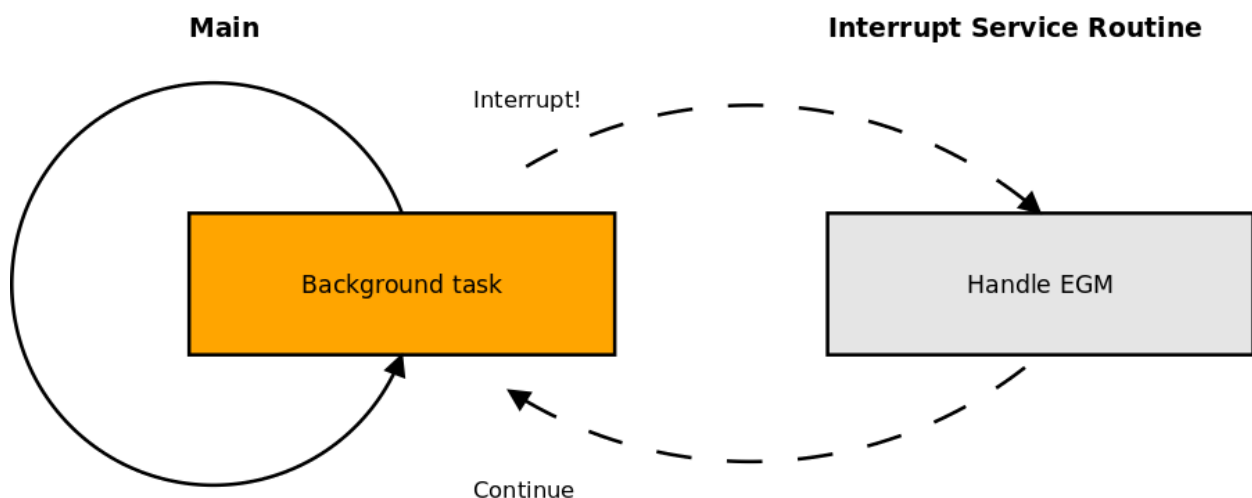 Main
Interrupt Service Routine
Interrupt!
Background task
Handle EGM
Continue